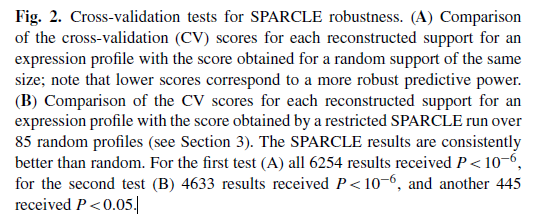 Fig. 2. Cross-validation tests for SPARCLE robustness. (A) Comparison
of the cross-validation (CV) scores for each reconstructed support for an
expression profile with the score obtained for a random support of the same
size; note that lower scores correspond to a more robust predictive power.
(B) Comparison of the CV scores for each reconstructed support for an
expression profile with the score obtained by a restricted SPARCLE run over
85 random profiles (see Section 3). The SPARCLE results are consistently
better than random. For the first test (A) all 6254 results received P < 10⁻⁶,
for the second test (B) 4633 results received P < 10⁻⁶, and another 445
received P < 0.05.